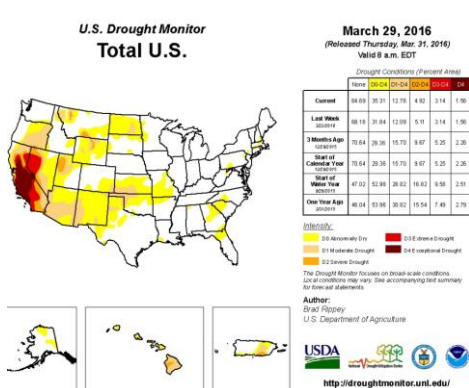 U.S. Drought Monitor
Total U.S.
March 29, 2016
(Released Thursday, Mar. 31, 2016)
Valid 8 a.m. EDT
Drought Conditions (Percent Area)
None D0-D4 D1-D4 D2-D4 D3-D4 D4
Current 64.69 35.31 12.78 4.92 3.14 1.58
Last Week 68.16 31.84 12.09 5.11 3.14 1.58
3 Months Ago 70.64 29.36 15.70 9.67 5.25 2.26
Start of
Calendar Year 70.64 29.36 15.70 9.67 5.25 2.26
Start of
Water Year 47.02 52.98 28.82 16.82 9.58 2.51
One Year Ago 46.04 53.96 30.82 15.54 7.49 2.79
Intensity:
D0 Abnormally Dry D3 Extreme Drought
D1 Moderate Drought D4 Exceptional Drought
D2 Severe Drought
The Drought Monitor focuses on broad-scale conditions.
Local conditions may vary. See accompanying text summary
for forecast statements.
Author:
Brad Rippey
U.S. Department of Agriculture
USDA
http://droughtmonitor.unl.edu/